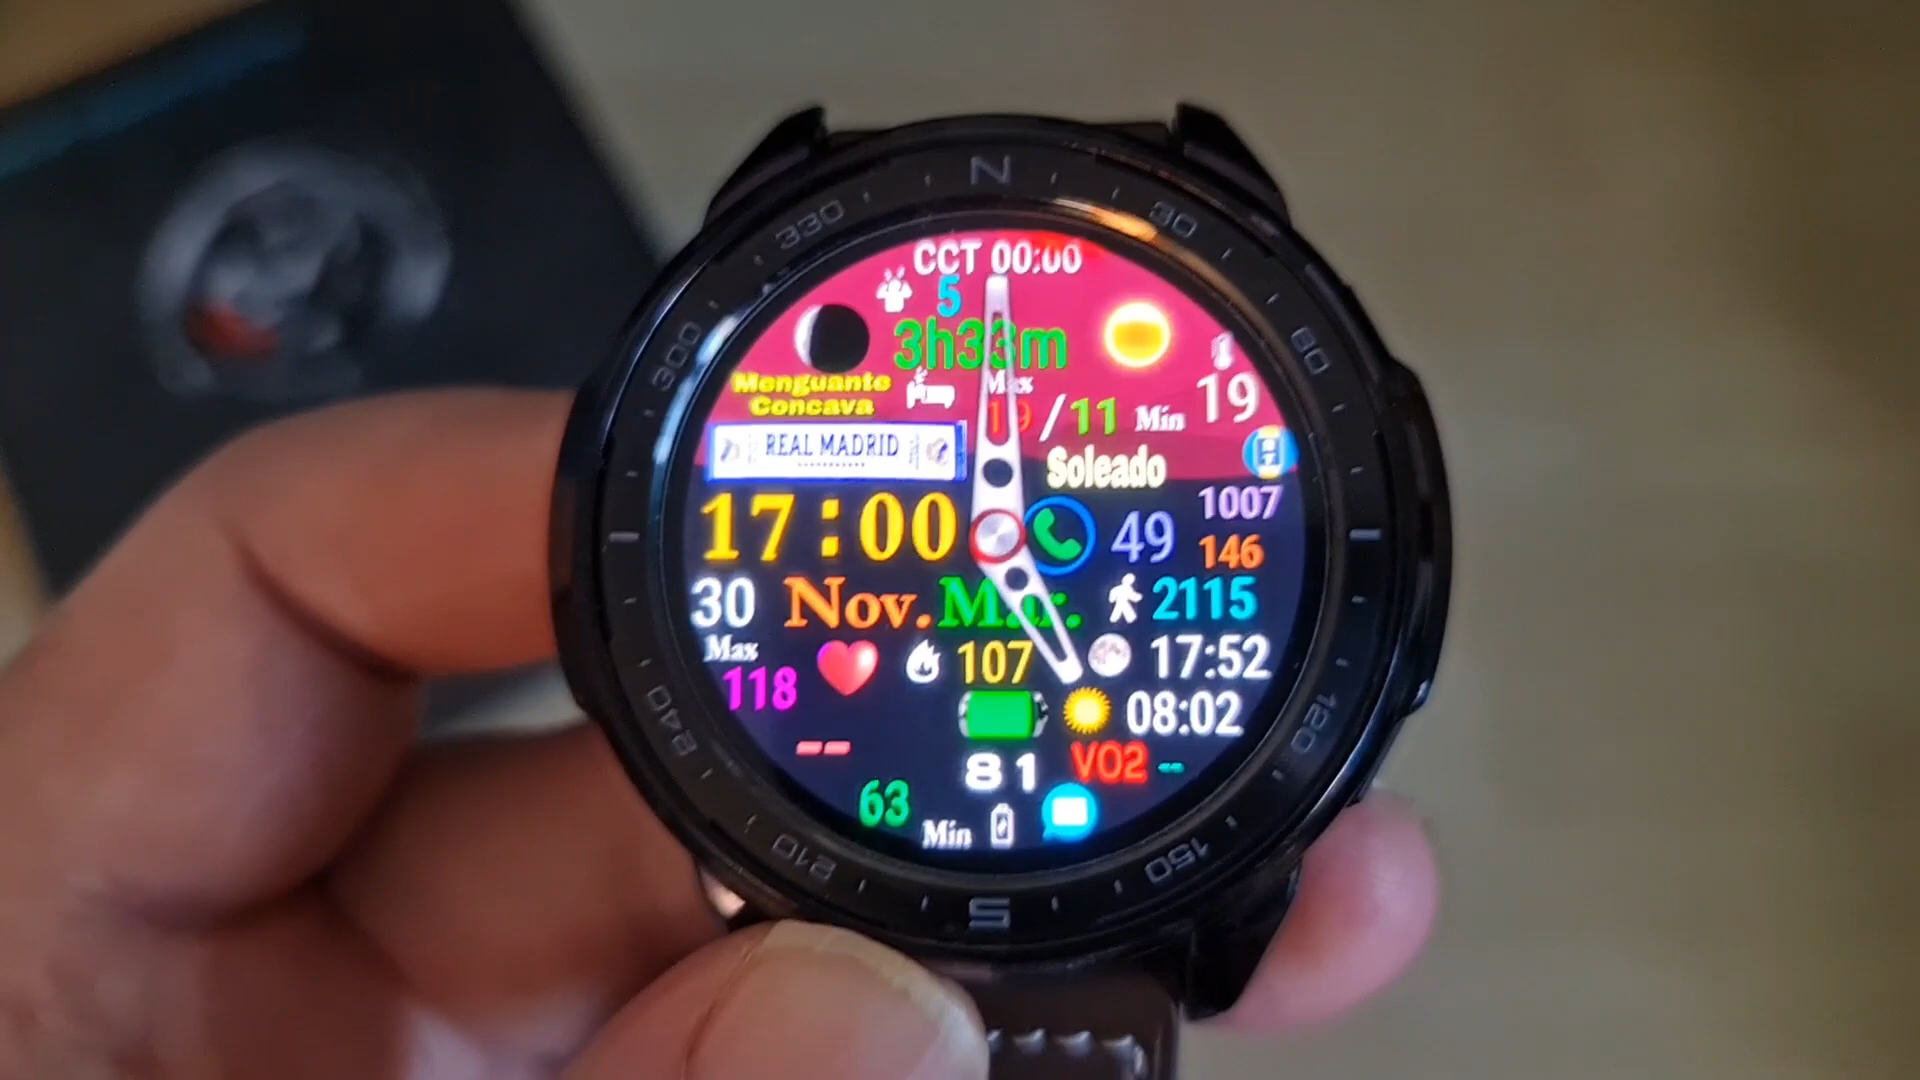 N
330
30
300
60
CCT 00:00
5
3h33m
Menguante
Concava
Max
19/11 Min
19
REAL MADRID
Soleado
17:00
49
1007
146
30 Nov. Mar.
2115
Max
118
107
17:52
08:02
--
81
VO2 --
63
Min
240
120
210
150
S